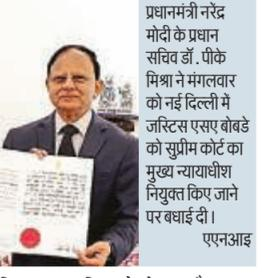 प्रधानमंत्री नरेंद्र
मोदी के प्रधान
सचिव डॉ. पीके
मिश्रा ने मंगलवार
को नई दिल्ली में
जस्टिस एसए बोबडे
को सुप्रीम कोर्ट का
मुख्य न्यायाधीश
नियुक्त किए जाने
पर बधाई दी।
एएनआइ